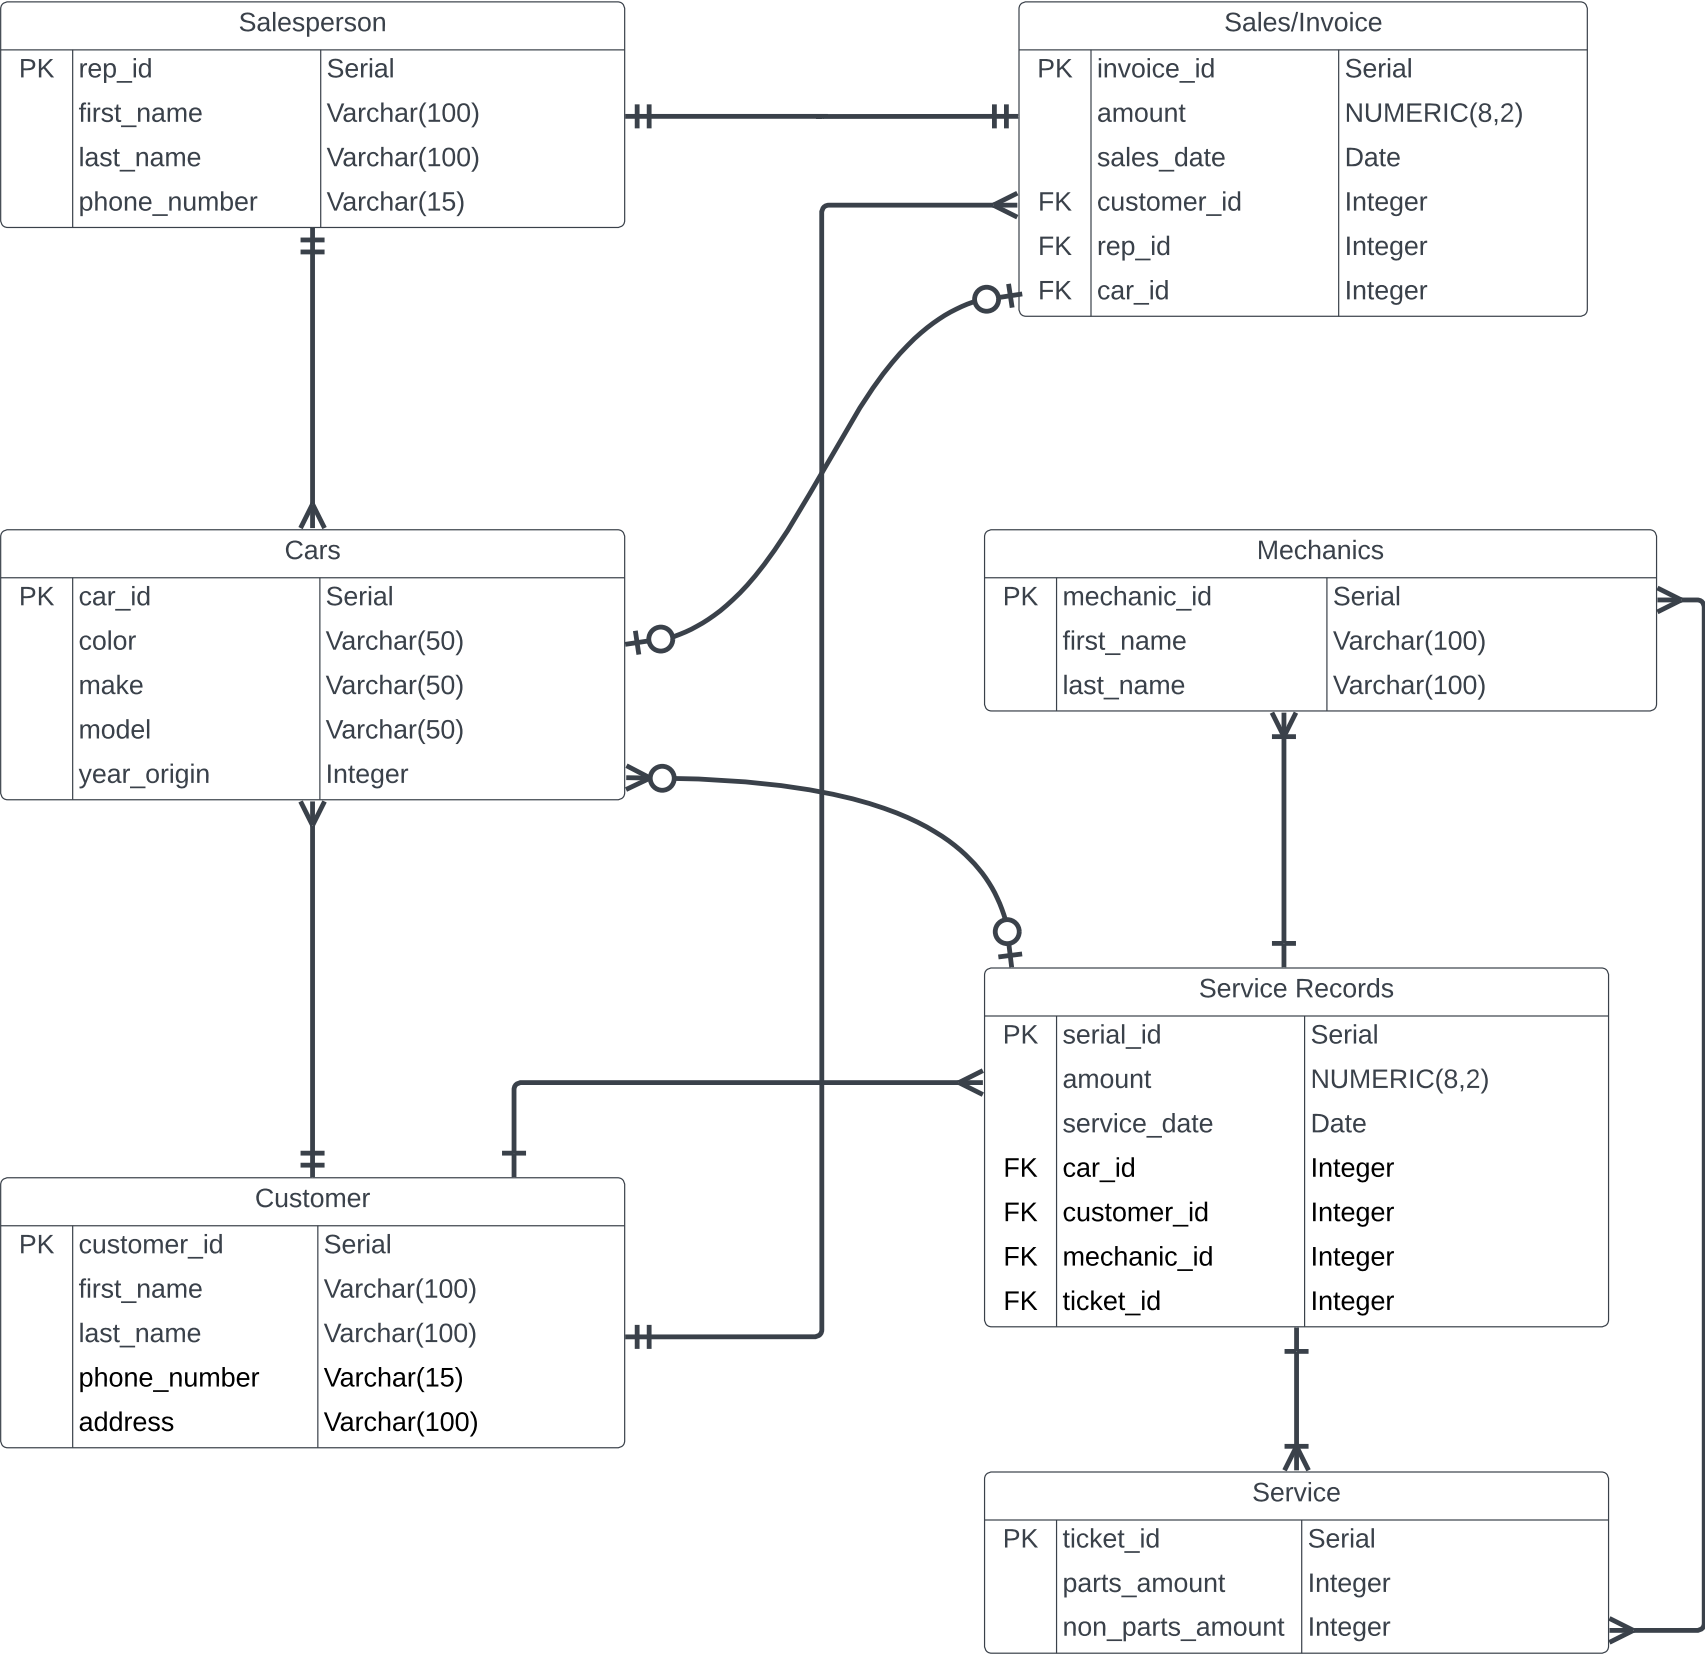 Salesperson
PK rep_id Serial
first_name Varchar(100)
last_name Varchar(100)
phone_number Varchar(15)
Sales/Invoice
PK invoice_id Serial
amount NUMERIC(8,2)
sales_date Date
FK customer_id Integer
FK rep_id Integer
FK car_id Integer
Cars
PK car_id Serial
color Varchar(50)
make Varchar(50)
model Varchar(50)
year_origin Integer
Mechanics
PK mechanic_id Serial
first_name Varchar(100)
last_name Varchar(100)
Service Records
PK serial_id Serial
amount NUMERIC(8,2)
service_date Date
FK car_id Integer
FK customer_id Integer
FK mechanic_id Integer
FK ticket_id Integer
Customer
PK customer_id Serial
first_name Varchar(100)
last_name Varchar(100)
phone_number Varchar(15)
address Varchar(100)
Service
PK ticket_id Serial
parts_amount Integer
non_parts_amount Integer